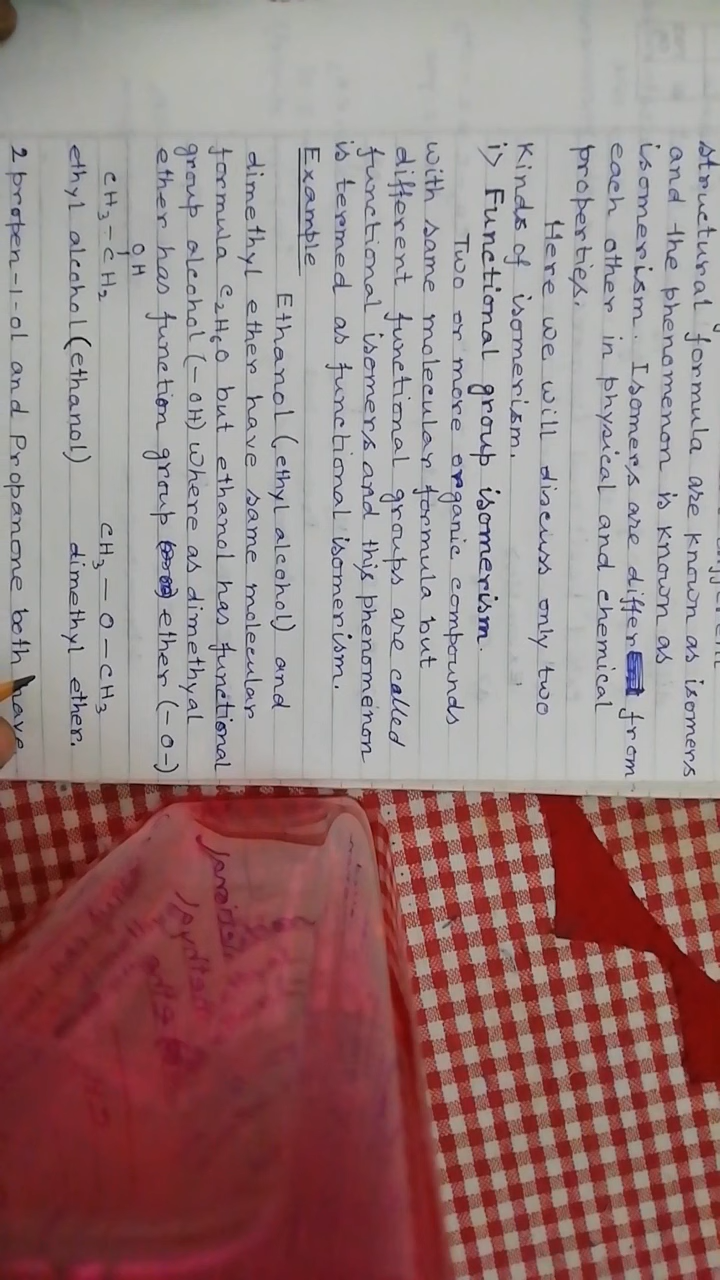 structural formula are known as isomers
and the phenomenon is known as
isomerism. Isomers are differ from
each other in physical and chemical
properties.
Here we will discuss only two
Kinds of isomerism.
i) Functional group isomerism.
Two or more organic compounds
with same molecular formula but
different functional groups are called
functional isomers and this phenomenon
is termed as functional isomerism.
Example
Ethanol (ethyl alcohol) and
dimethyl ether have same molecular
formula C2H6O but ethanol has functional
group alcohol (-OH) where as dimethyal
ether has function group ether (-O-)
OH
CH3-CH2 CH3-O-CH3
ethyl alcohol (ethanol) dimethyl ether.
2 propen-1-ol and Propanone both have